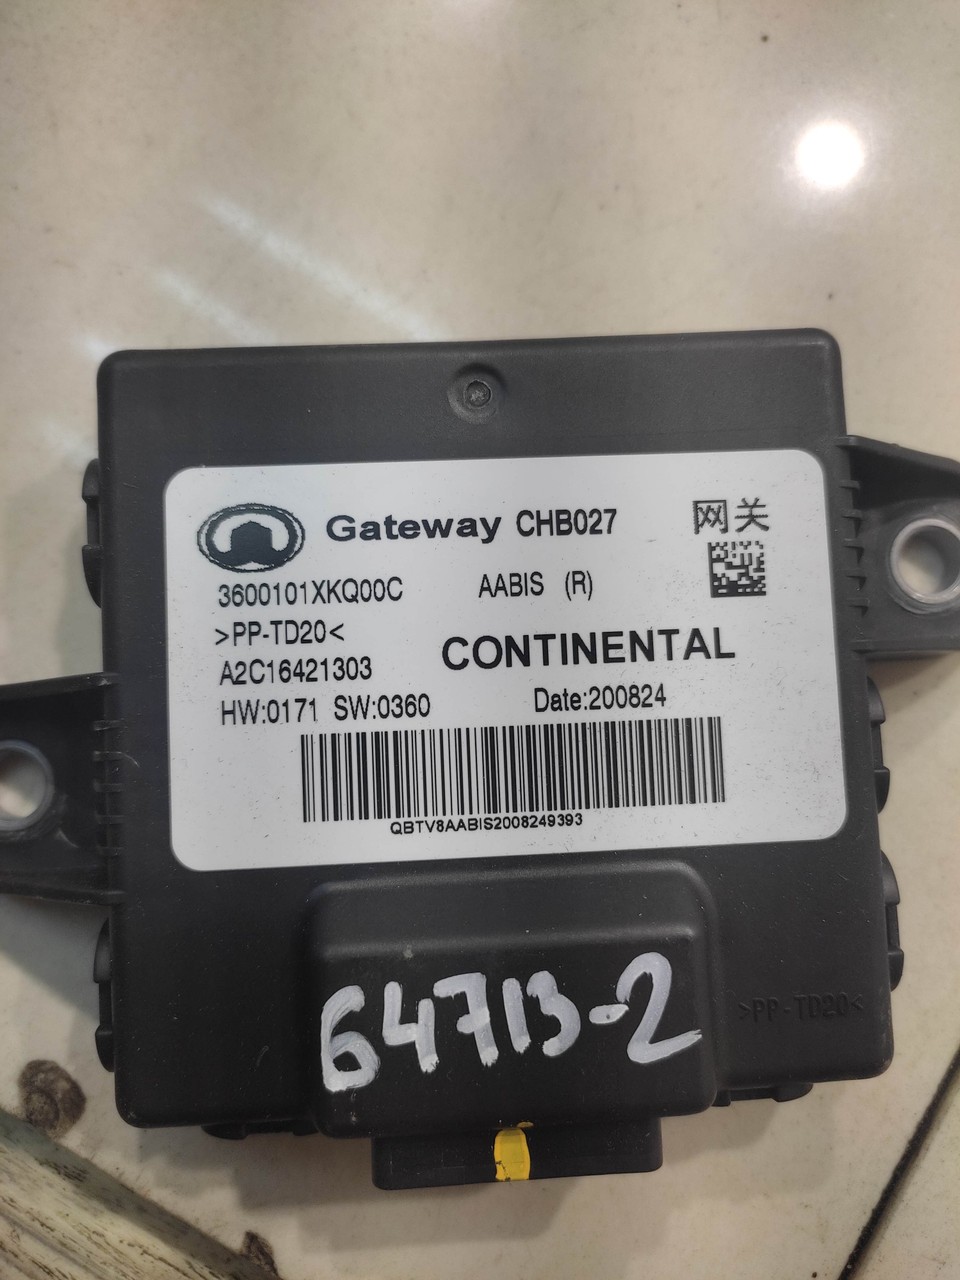 Gateway CHB027 网关
3600101XKQ00C AABIS (R)
>PP-TD20<
CONTINENTAL
A2C16421303
HW:0171 SW:0360 Date:200824
QBTV8AABIS2008249393
64713-2
>PP-TD20<